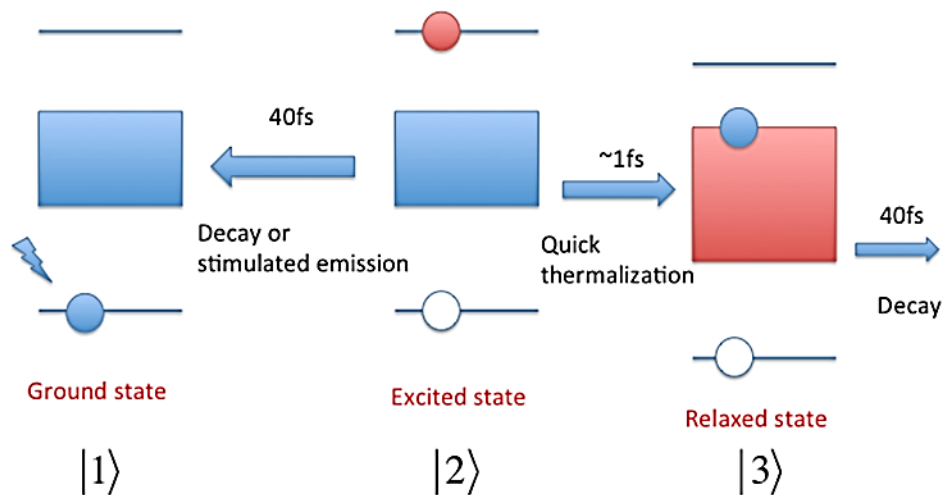 40fs
~1fs
40fs
Decay or
stimulated emission
Quick
thermalization
Decay
Ground state
Excited state
Relaxed state
|1⟩
|2⟩
|3⟩